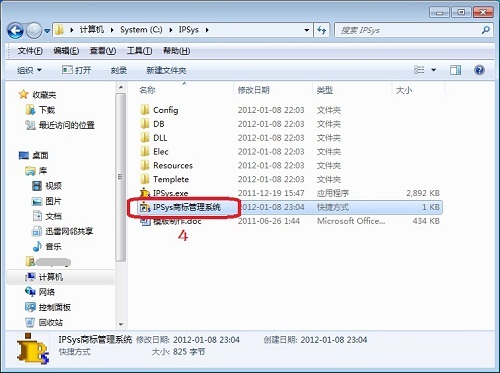 计算机 ▸ System (C:) ▸ IPSys ▸
搜索 IPSys
文件(F) 编辑(E) 查看(V) 工具(T) 帮助(H)
组织 打开 刻录 新建文件夹
名称 修改日期 类型 大小
收藏夹
下载
最近访问的位置
桌面
库
视频
图片
文档
迅雷网邻共享
音乐
计算机
网络
控制面板
回收站
Config 2012-01-08 22:03 文件夹
DB 2012-01-08 22:03 文件夹
DLL 2012-01-08 22:03 文件夹
Elec 2012-01-08 22:03 文件夹
Resources 2012-01-08 22:03 文件夹
Templete 2012-01-08 22:03 文件夹
IPSys.exe 2011-12-19 15:47 应用程序 2,892 KB
IPSys商标管理系统 2012-01-08 23:04 快捷方式 1 KB
模版制作.doc 2011-06-26 1:44 Microsoft Office... 434 KB
4
IPSys商标管理系统 修改日期: 2012-01-08 23:04 创建日期: 2012-01-08 23:04
快捷方式 大小: 825 字节